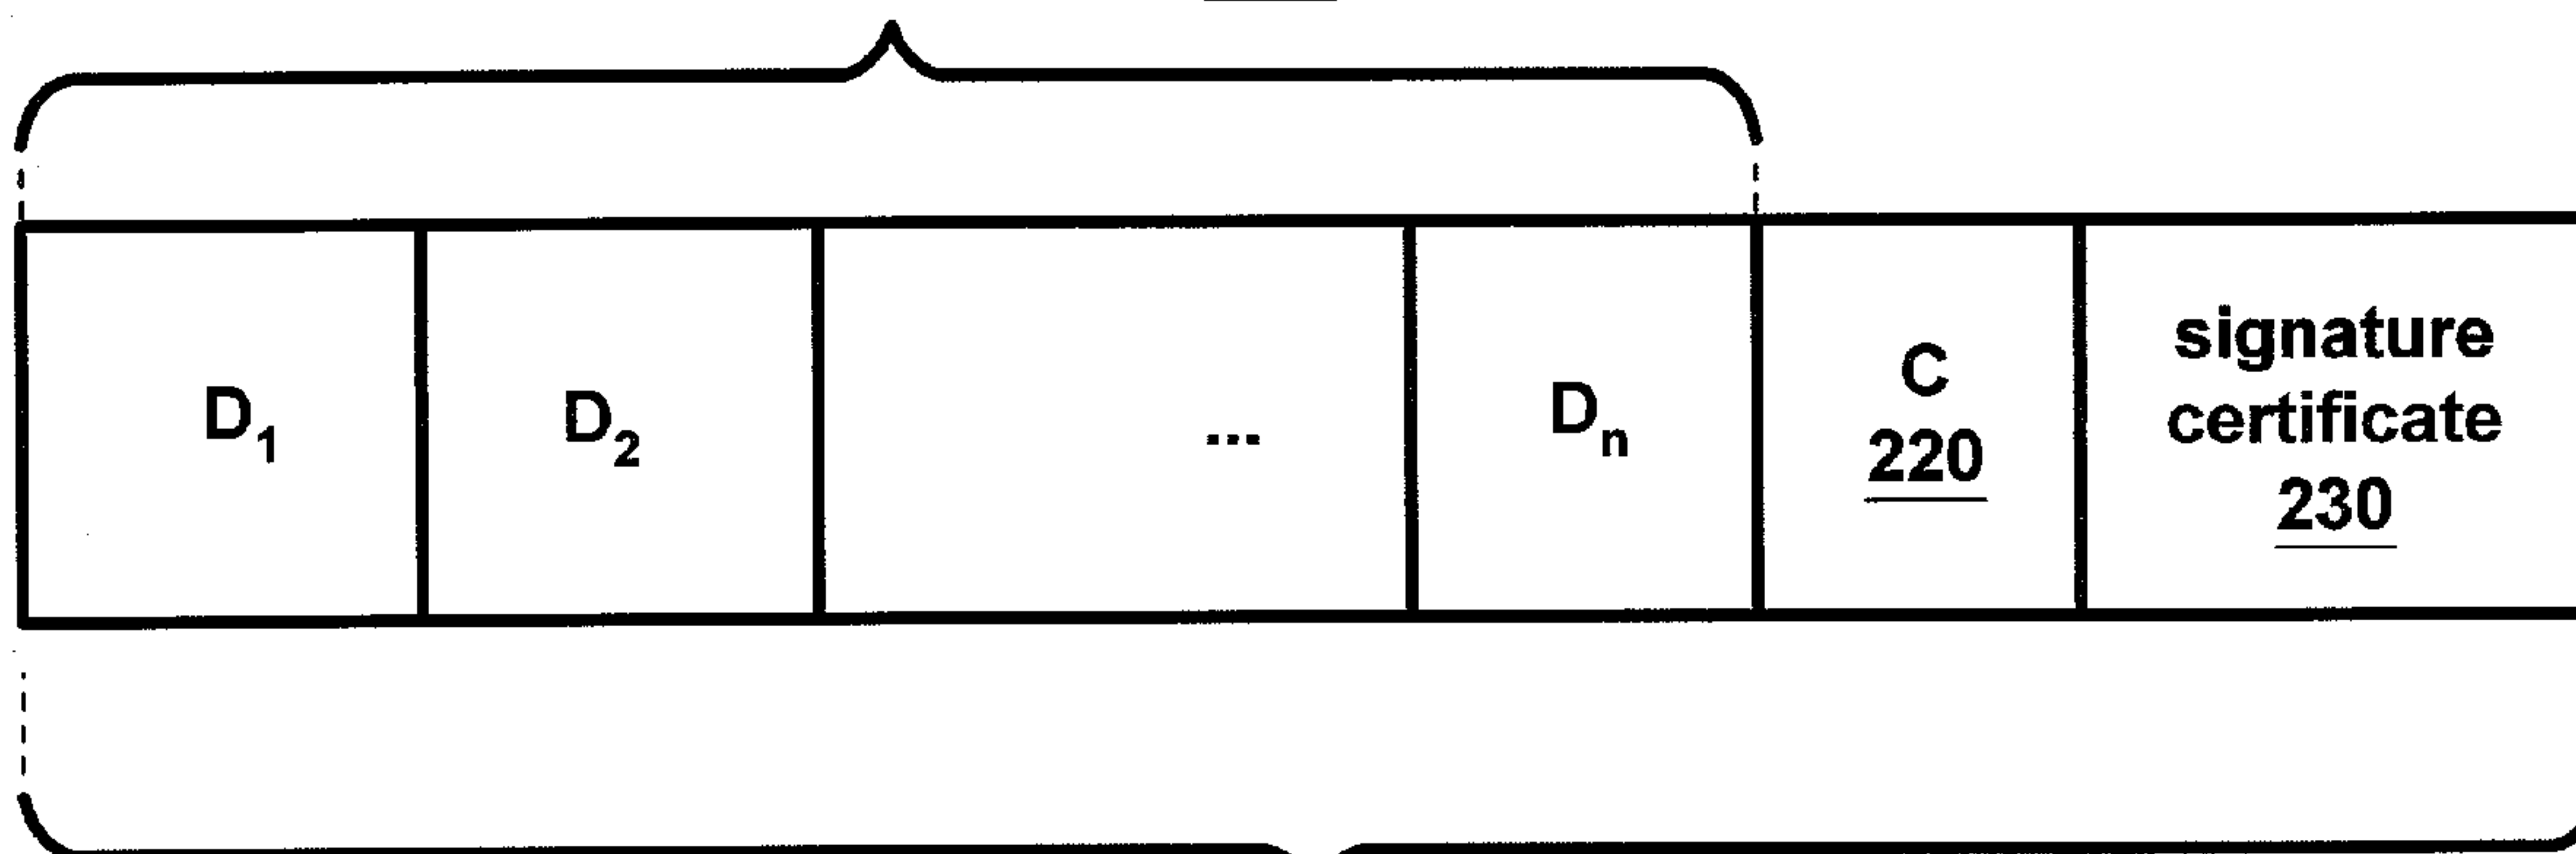 D₁
D₂
...
Dₙ
C
220
signature
certificate
230